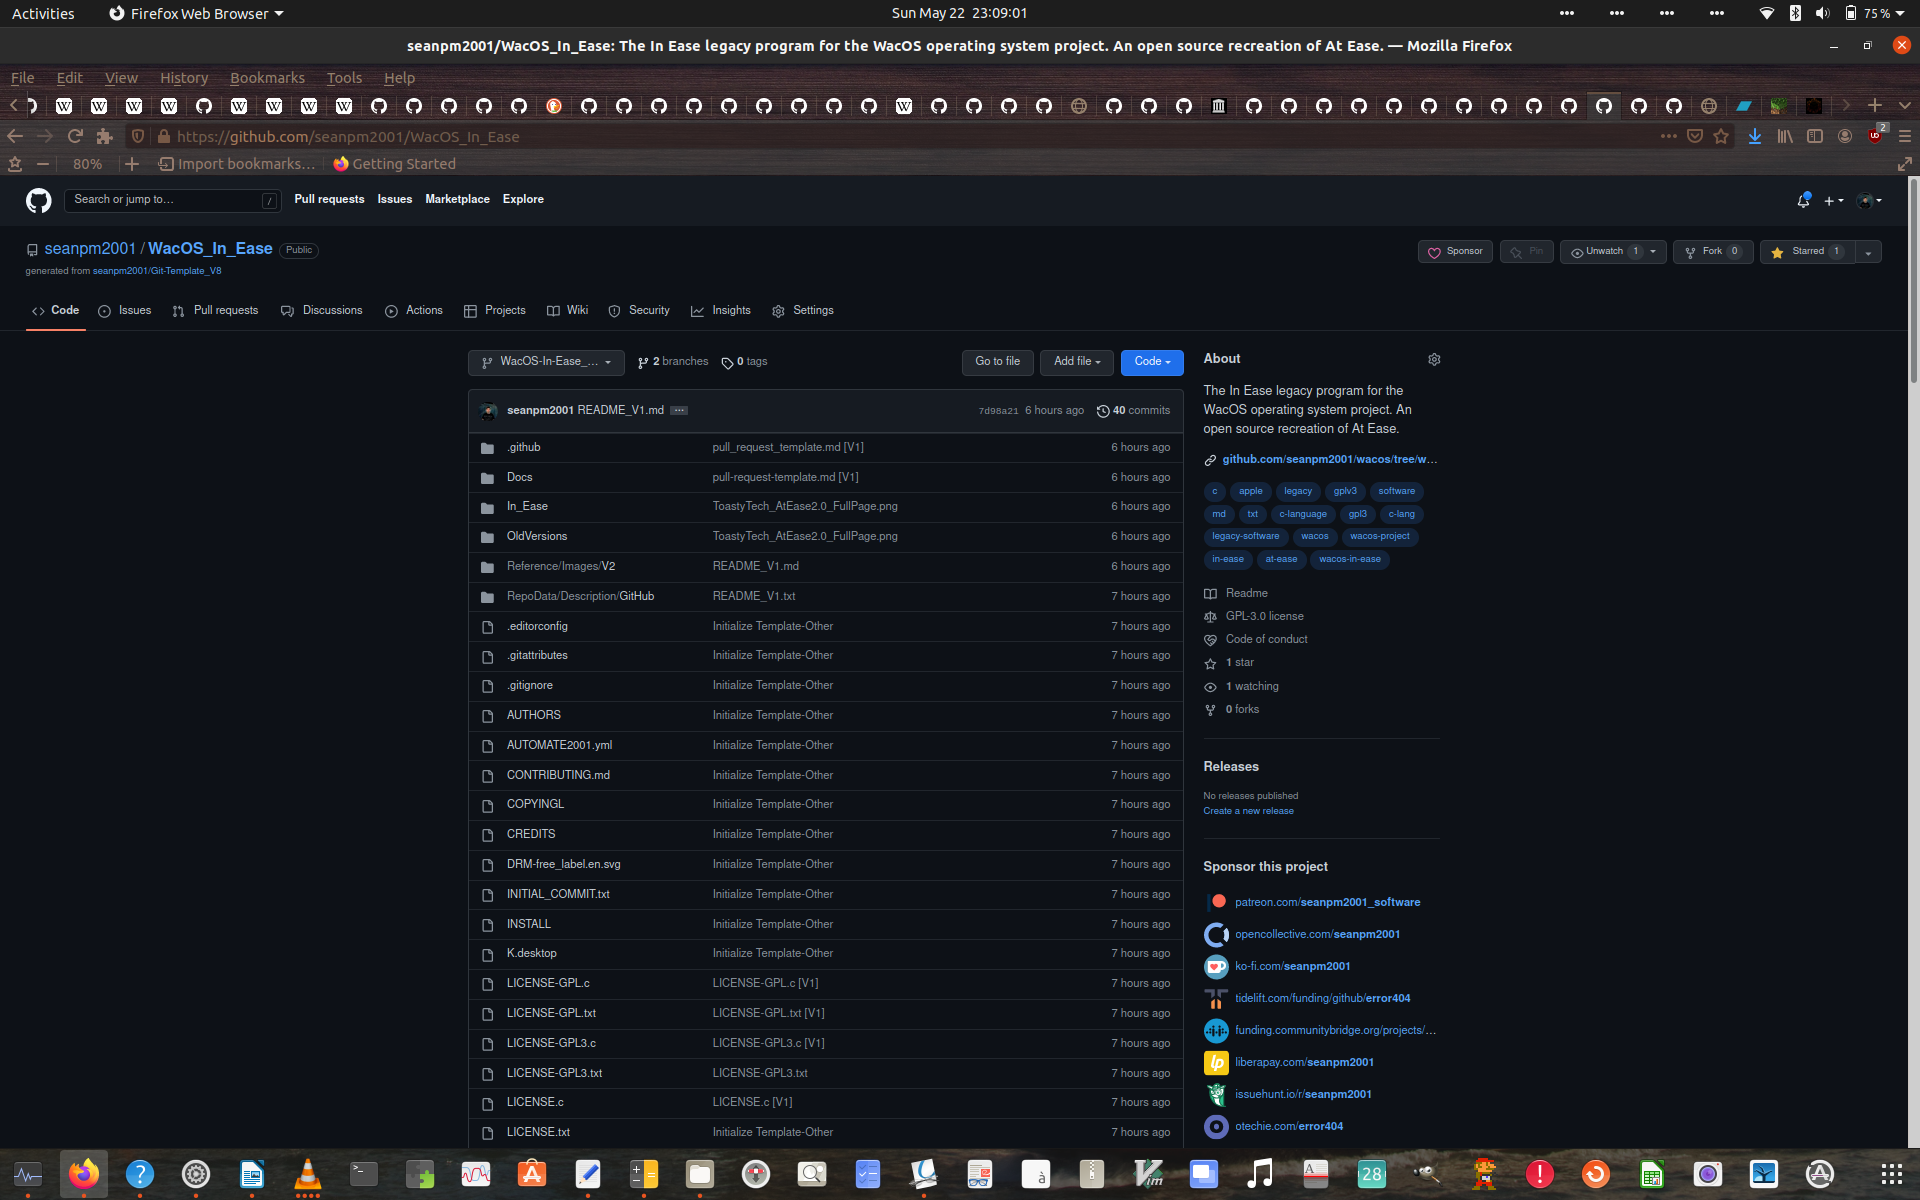 Activities
Firefox Web Browser
Sun May 22 23:09:01
75%
seanpm2001/WacOS_In_Ease: The In Ease legacy program for the WacOS operating system project. An open source recreation of At Ease. — Mozilla Firefox
File Edit View History Bookmarks Tools Help
https://github.com/seanpm2001/WacOS_In_Ease
2
80%
Import bookmarks...
Getting Started
Search or jump to...
/
Pull requests Issues Marketplace Explore
seanpm2001 / WacOS_In_Ease Public
generated from seanpm2001/Git-Template_V8
Sponsor Pin Unwatch 1 Fork 0 Starred 1
Code Issues Pull requests Discussions Actions Projects Wiki Security Insights Settings
WacOS-In-Ease_... 2 branches 0 tags Go to file Add file Code
seanpm2001 README_V1.md ... 7d98a21 6 hours ago 40 commits
.github pull_request_template.md [V1] 6 hours ago
Docs pull-request-template.md [V1] 6 hours ago
In_Ease ToastyTech_AtEase2.0_FullPage.png 6 hours ago
OldVersions ToastyTech_AtEase2.0_FullPage.png 6 hours ago
Reference/Images/V2 README_V1.md 6 hours ago
RepoData/Description/GitHub README_V1.txt 7 hours ago
.editorconfig Initialize Template-Other 7 hours ago
.gitattributes Initialize Template-Other 7 hours ago
.gitignore Initialize Template-Other 7 hours ago
AUTHORS Initialize Template-Other 7 hours ago
AUTOMATE2001.yml Initialize Template-Other 7 hours ago
CONTRIBUTING.md Initialize Template-Other 7 hours ago
COPYINGL Initialize Template-Other 7 hours ago
CREDITS Initialize Template-Other 7 hours ago
DRM-free_label.en.svg Initialize Template-Other 7 hours ago
INITIAL_COMMIT.txt Initialize Template-Other 7 hours ago
INSTALL Initialize Template-Other 7 hours ago
K.desktop Initialize Template-Other 7 hours ago
LICENSE-GPL.c LICENSE-GPL.c [V1] 7 hours ago
LICENSE-GPL.txt LICENSE-GPL.txt [V1] 7 hours ago
LICENSE-GPL3.c LICENSE-GPL3.c [V1] 7 hours ago
LICENSE-GPL3.txt LICENSE-GPL3.txt 7 hours ago
LICENSE.c LICENSE.c [V1] 7 hours ago
LICENSE.txt Initialize Template-Other 7 hours ago
About
The In Ease legacy program for the
WacOS operating system project. An
open source recreation of At Ease.
github.com/seanpm2001/wacos/tree/w...
c apple legacy gplv3 software
md txt c-language gpl3 c-lang
legacy-software wacos wacos-project
in-ease at-ease wacos-in-ease
Readme
GPL-3.0 license
Code of conduct
1 star
1 watching
0 forks
Releases
No releases published
Create a new release
Sponsor this project
patreon.com/seanpm2001_software
opencollective.com/seanpm2001
ko-fi.com/seanpm2001
tidelift.com/funding/github/error404
funding.communitybridge.org/projects/...
liberapay.com/seanpm2001
issuehunt.io/r/seanpm2001
otechie.com/error404
28